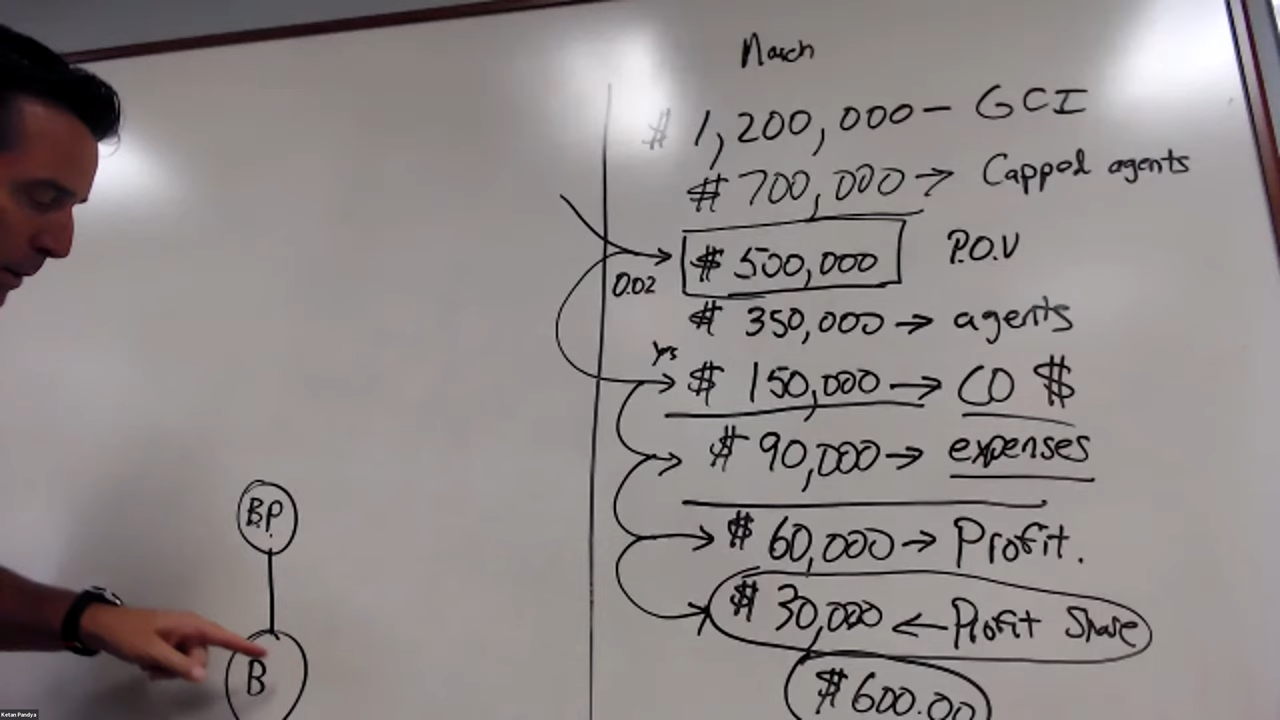 March
$ 1,200,000 — GCI
$ 700,000 → Capped agents
$ 500,000 P.O.V
0.02
$ 350,000 → agents
yes
$ 150,000 → CO $
$ 90,000 → expenses
$ 60,000 → Profit.
$ 30,000 ← Profit Share
$600.00
B.P
B
Ketan Pandya